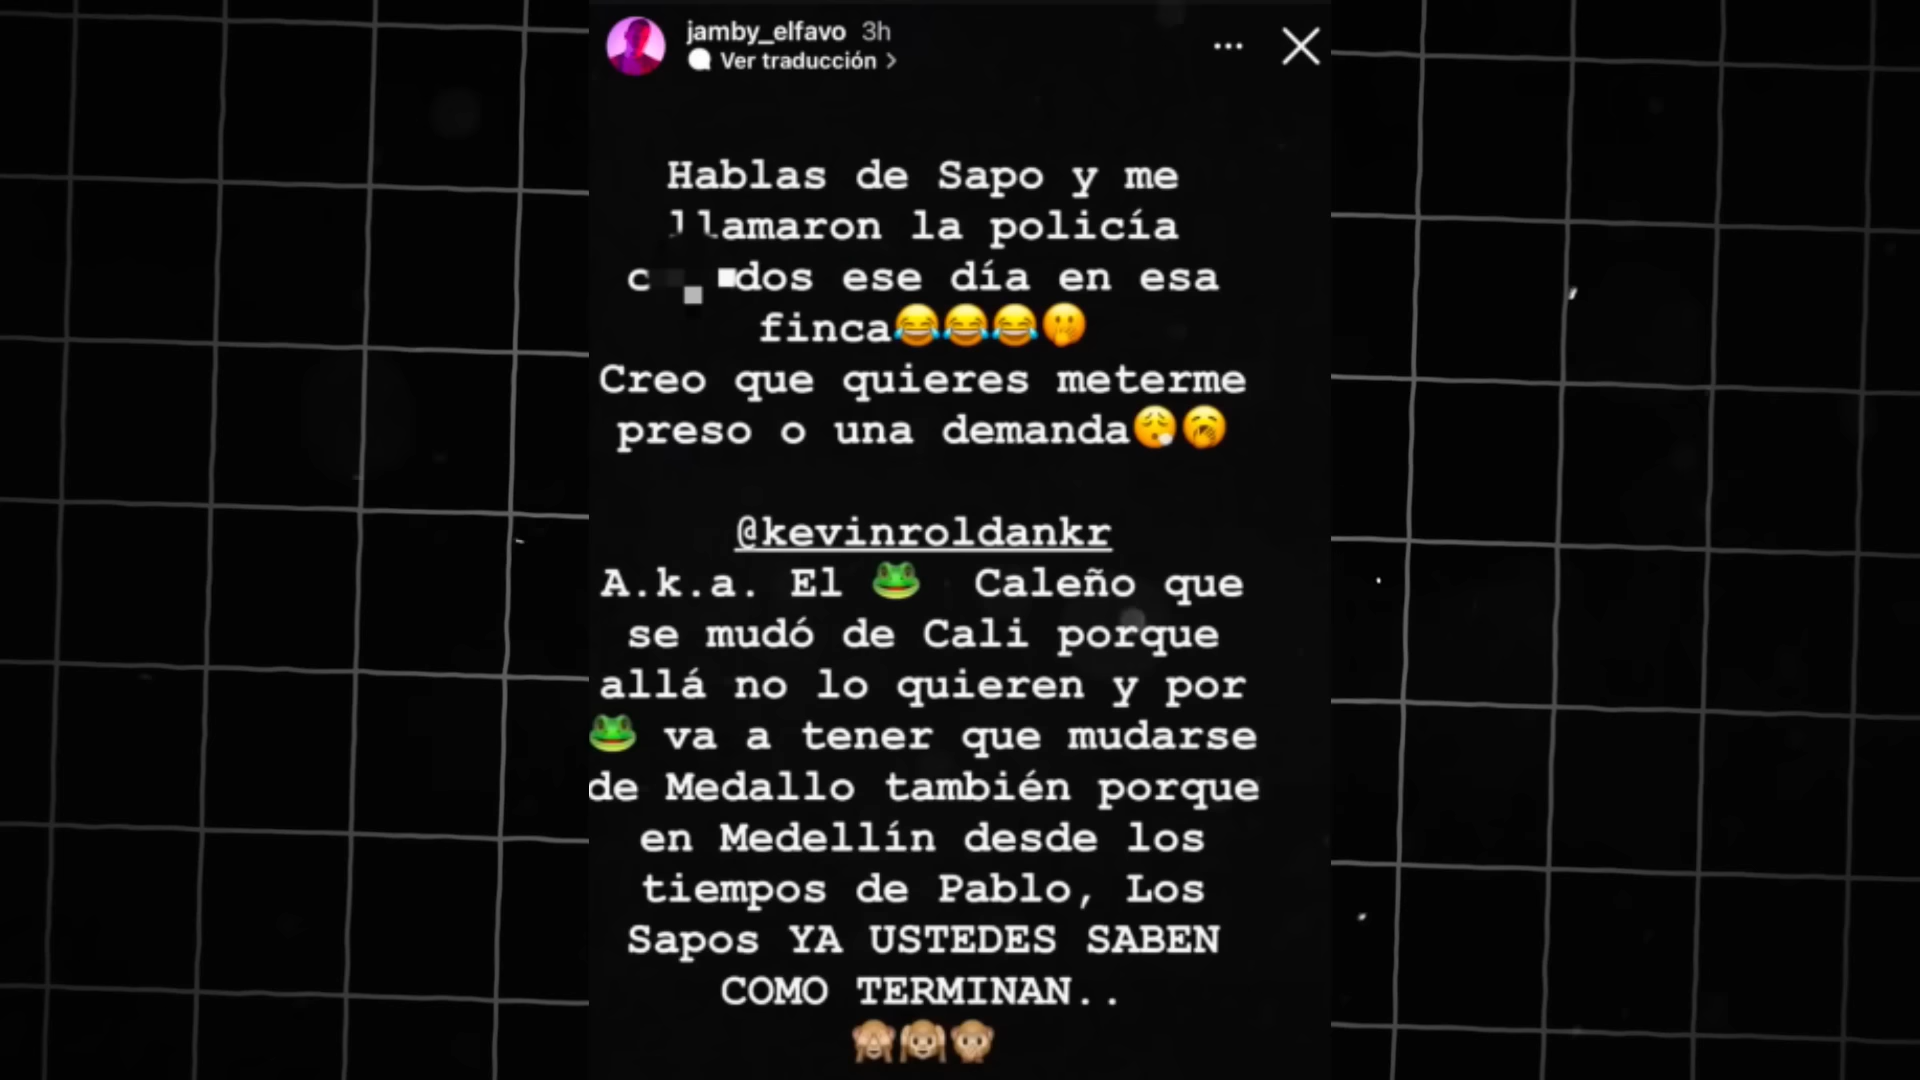 jamby_elfavo 3h
Ver traducción
Hablas de Sapo y me
llamaron la policía
ese día en esa
finca😂😂😂🤭
Creo que quieres meterme
preso o una demanda😮‍💨🥱
@kevinroldankr
A.k.a. El 🐸 Caleño que
se mudó de Cali porque
allá no lo quieren y por
🐸 va a tener que mudarse
de Medallo también porque
en Medellín desde los
tiempos de Pablo, Los
Sapos YA USTEDES SABEN
COMO TERMINAN..
🙈🙉🙊